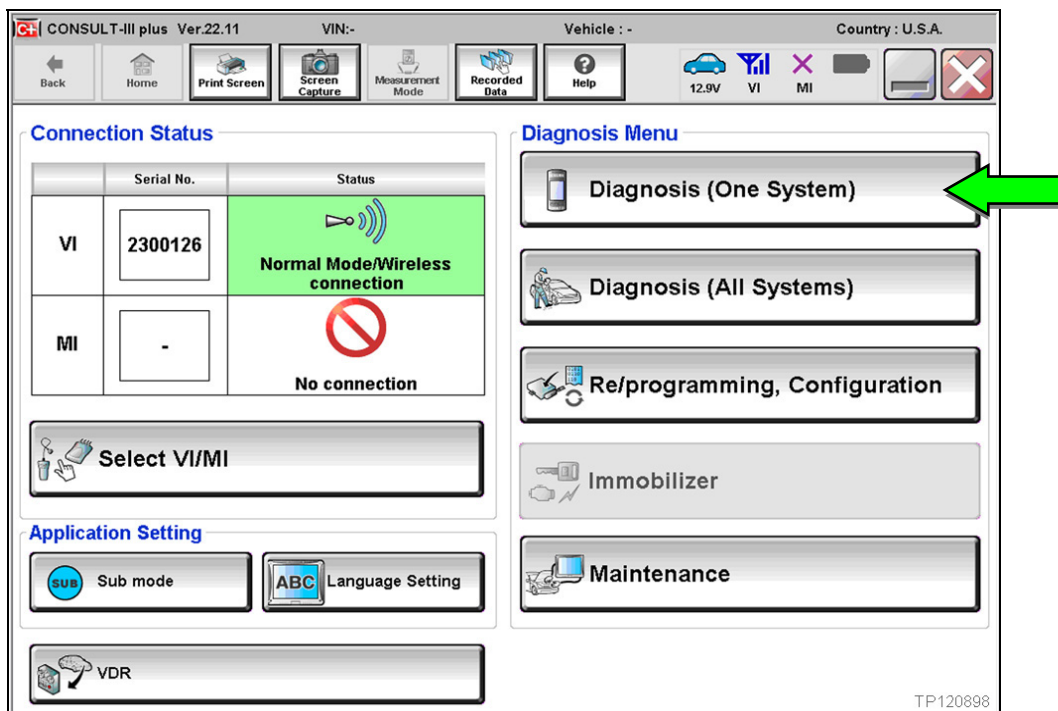 C+ CONSULT-III plus Ver.22.11 VIN:- Vehicle : - Country : U.S.A.
Back Home Print Screen Screen Capture Measurement Mode Recorded Data Help 12.9V VI MI
Connection Status
Serial No. Status
VI 2300126 Normal Mode/Wireless
connection
MI - No connection
Select VI/MI
Application Setting
SUB Sub mode ABC Language Setting
VDR
Diagnosis Menu
Diagnosis (One System)
Diagnosis (All Systems)
Re/programming, Configuration
Immobilizer
Maintenance
TP120898